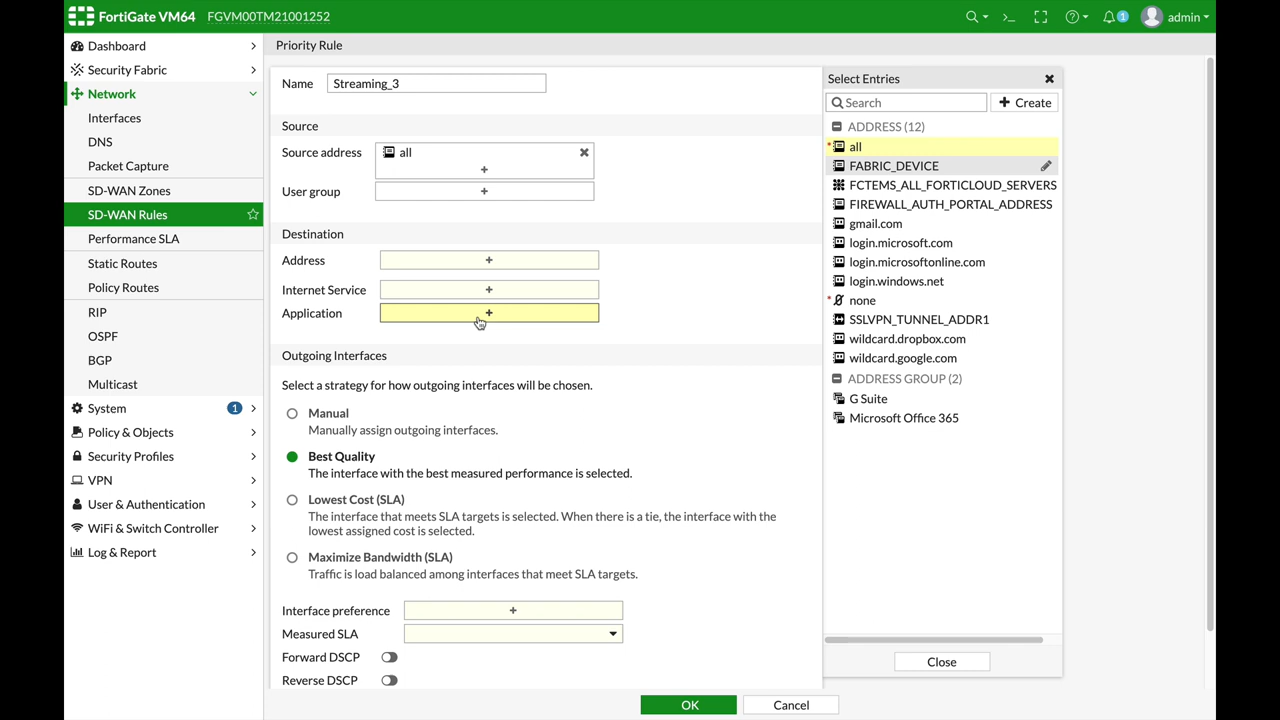 FortiGate VM64 FGVM00TM21001252
1
admin
Dashboard
Security Fabric
Network
Interfaces
DNS
Packet Capture
SD-WAN Zones
SD-WAN Rules
Performance SLA
Static Routes
Policy Routes
RIP
OSPF
BGP
Multicast
System 1
Policy & Objects
Security Profiles
VPN
User & Authentication
WiFi & Switch Controller
Log & Report
Priority Rule
Name Streaming_3
Source
Source address all
+
User group +
Destination
Address +
Internet Service +
Application +
Outgoing Interfaces
Select a strategy for how outgoing interfaces will be chosen.
Manual
Manually assign outgoing interfaces.
Best Quality
The interface with the best measured performance is selected.
Lowest Cost (SLA)
The interface that meets SLA targets is selected. When there is a tie, the interface with the
lowest assigned cost is selected.
Maximize Bandwidth (SLA)
Traffic is load balanced among interfaces that meet SLA targets.
Interface preference +
Measured SLA
Forward DSCP
Reverse DSCP
Select Entries
Search + Create
ADDRESS (12)
all
FABRIC_DEVICE
FCTEMS_ALL_FORTICLOUD_SERVERS
FIREWALL_AUTH_PORTAL_ADDRESS
gmail.com
login.microsoft.com
login.microsoftonline.com
login.windows.net
none
SSLVPN_TUNNEL_ADDR1
wildcard.dropbox.com
wildcard.google.com
ADDRESS GROUP (2)
G Suite
Microsoft Office 365
Close
OK Cancel